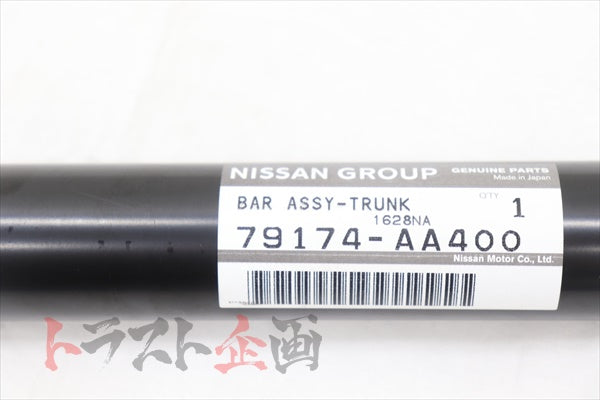 NISSAN GROUP GENUINE PARTS
Made in Japan
BAR ASSY-TRUNK QTY 1
1628NA
79174-AA400
Nissan Motor Co., Ltd.
トラスト企画